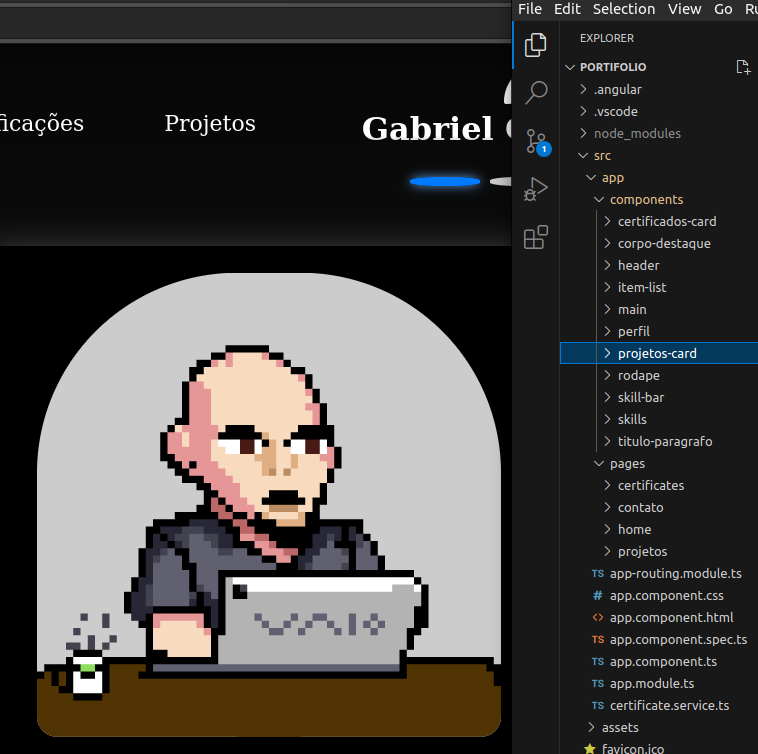 ficações Projetos Gabriel
File Edit Selection View Go
EXPLORER
PORTIFOLIO
.angular
.vscode
node_modules
1
src
app
components
certificados-card
corpo-destaque
header
item-list
main
perfil
projetos-card
rodape
skill-bar
skills
titulo-paragrafo
pages
certificates
contato
home
projetos
TS app-routing.module.ts
# app.component.css
<> app.component.html
TS app.component.spec.ts
TS app.component.ts
TS app.module.ts
TS certificate.service.ts
assets
favicon.ico